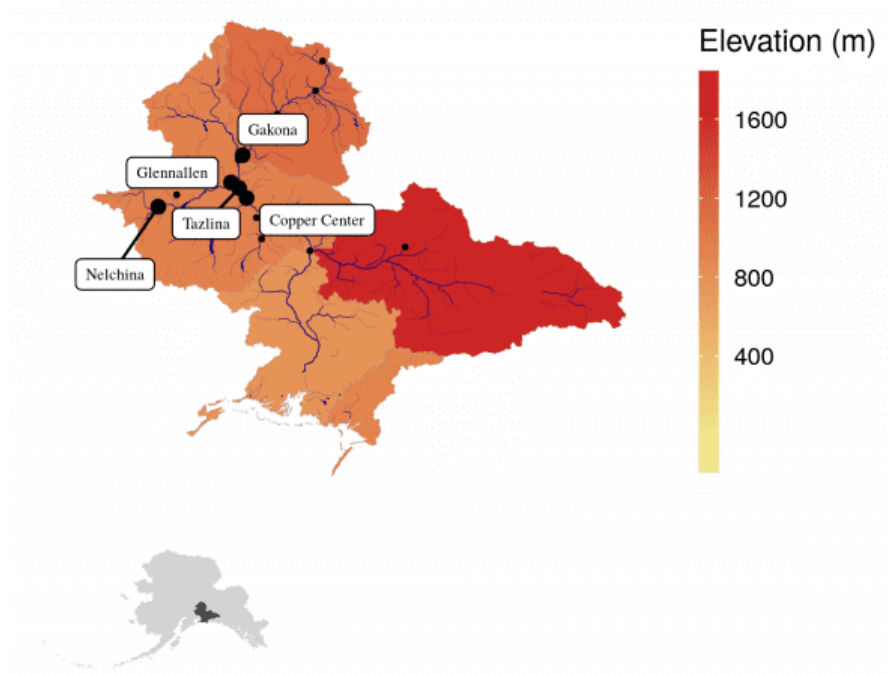 Elevation (m)
1600
1200
800
400
Gakona
Glennallen
Tazlina
Copper Center
Nelchina